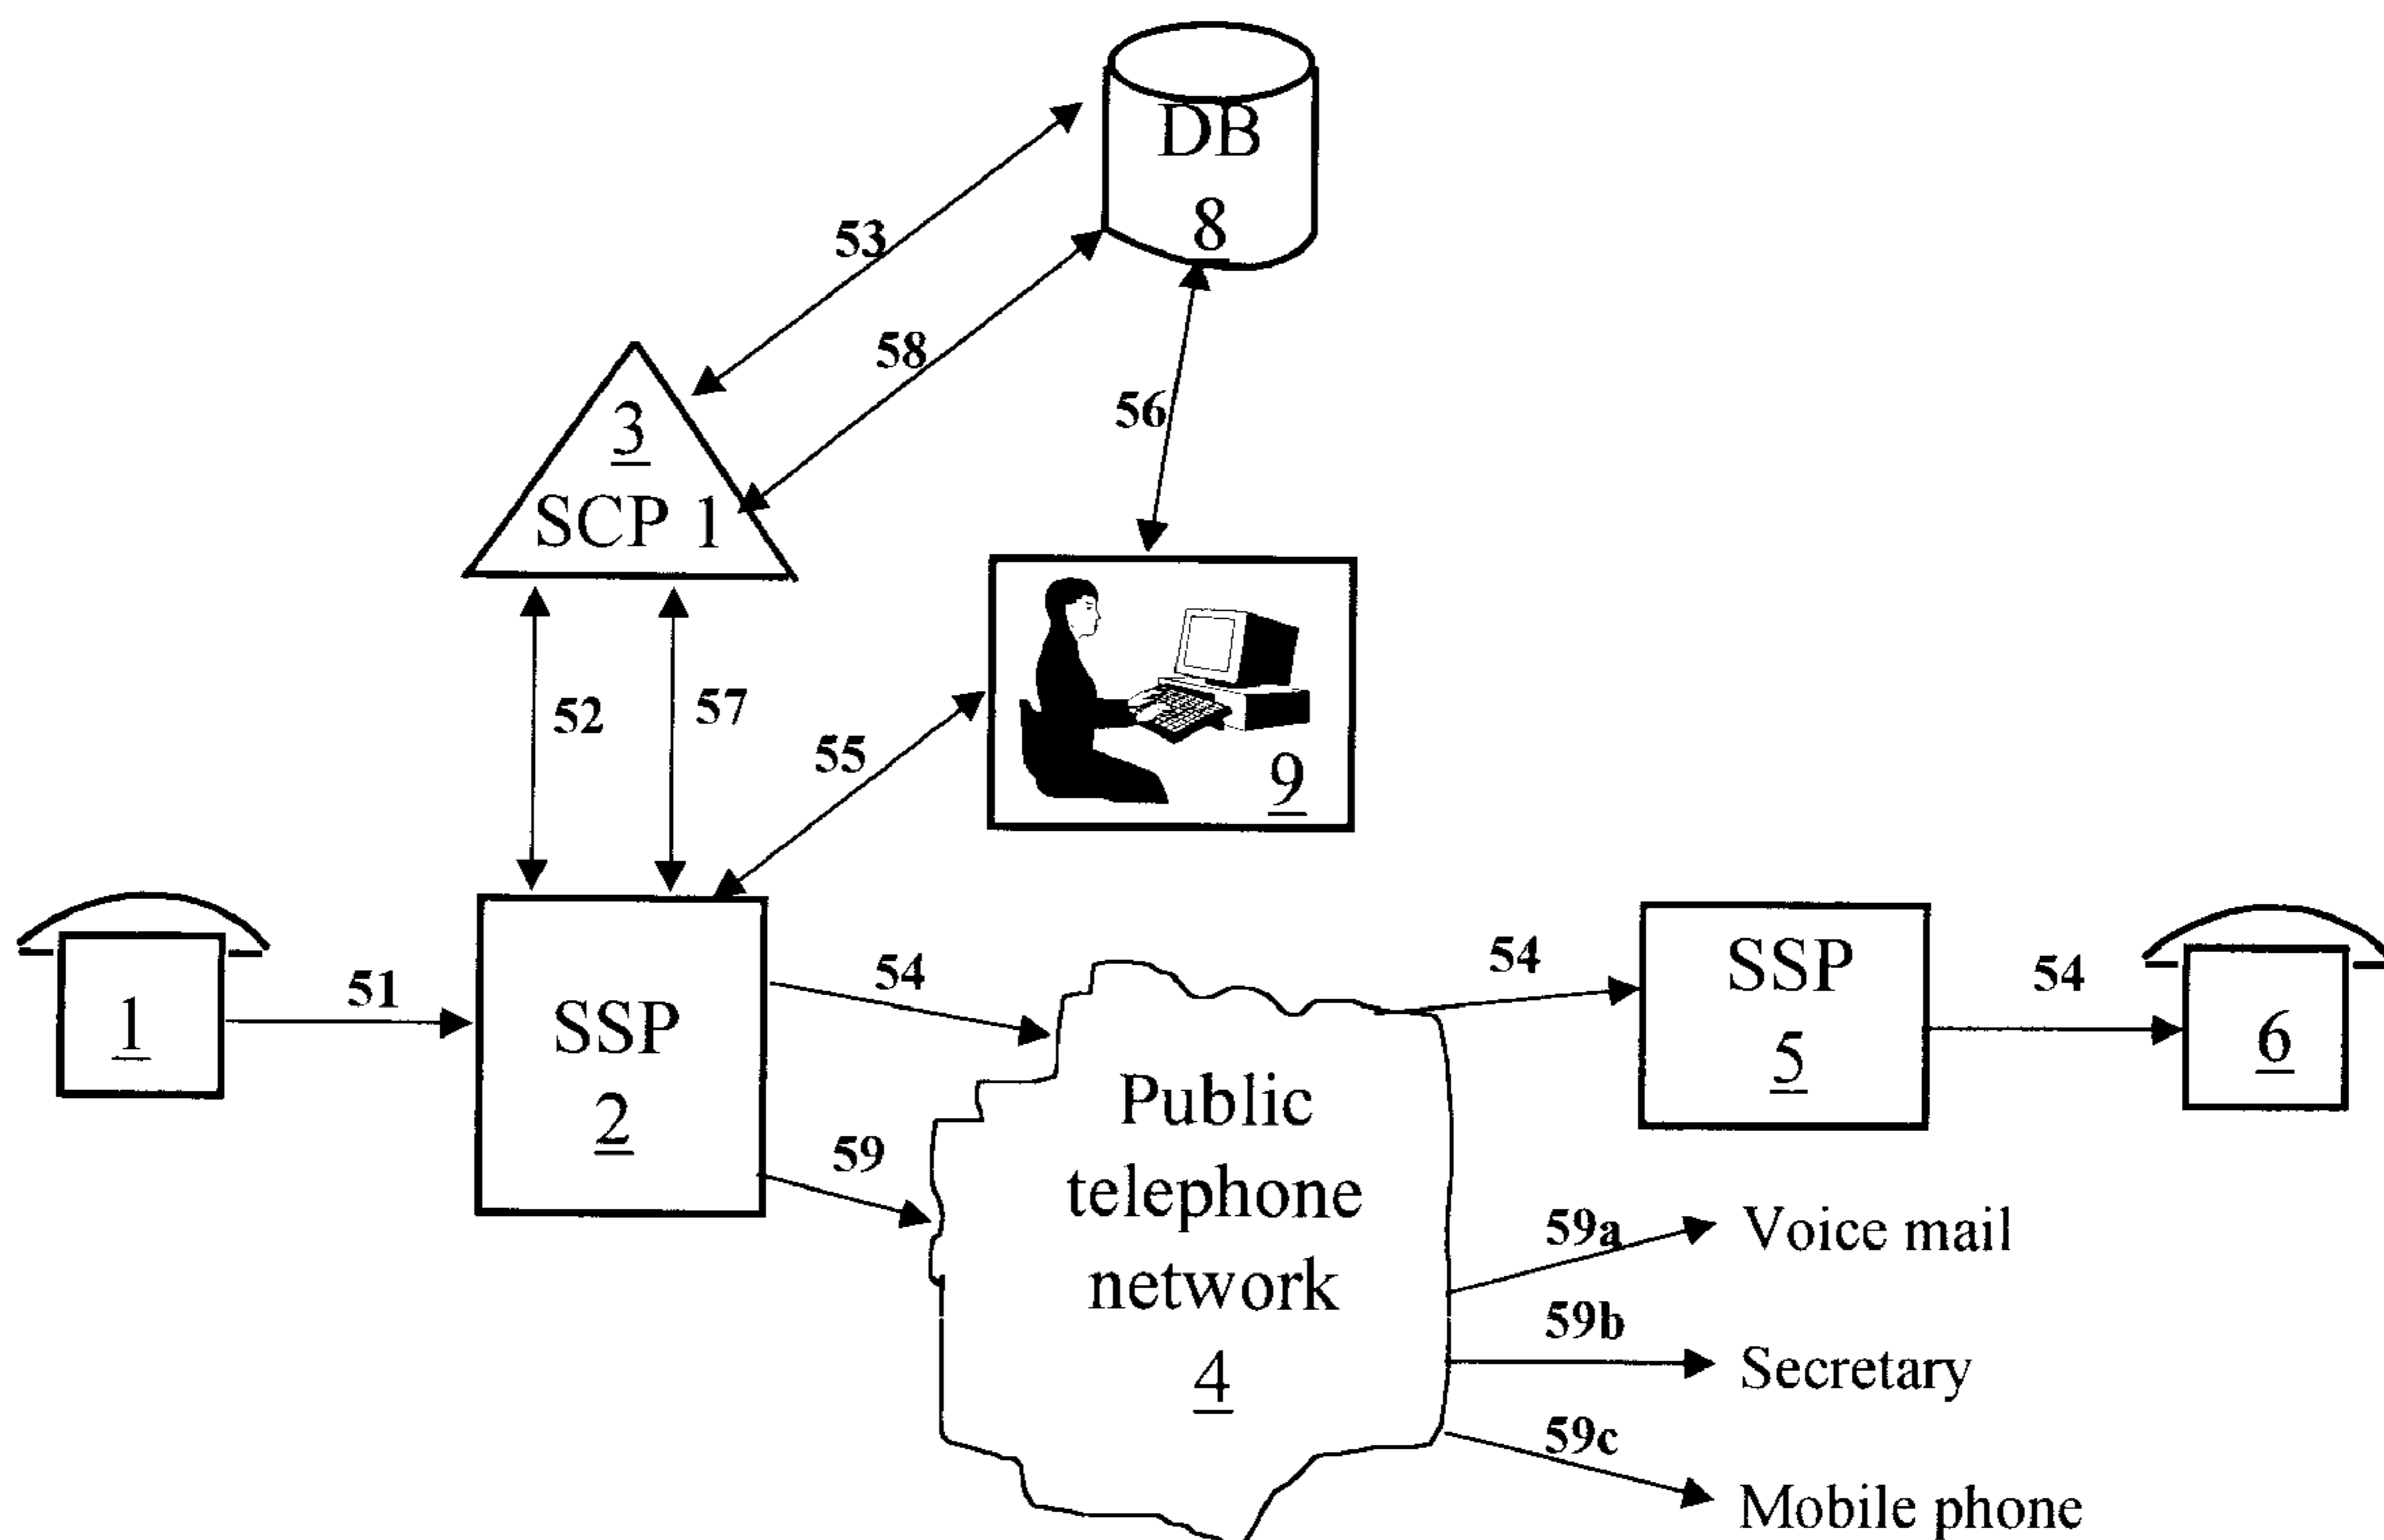 DB
8
53
58
56
3
SCP 1
52
57
55
9
1
51
SSP
2
54
59
Public
telephone
network
4
54
SSP
5
54
6
59a
Voice mail
59b
Secretary
59c
Mobile phone